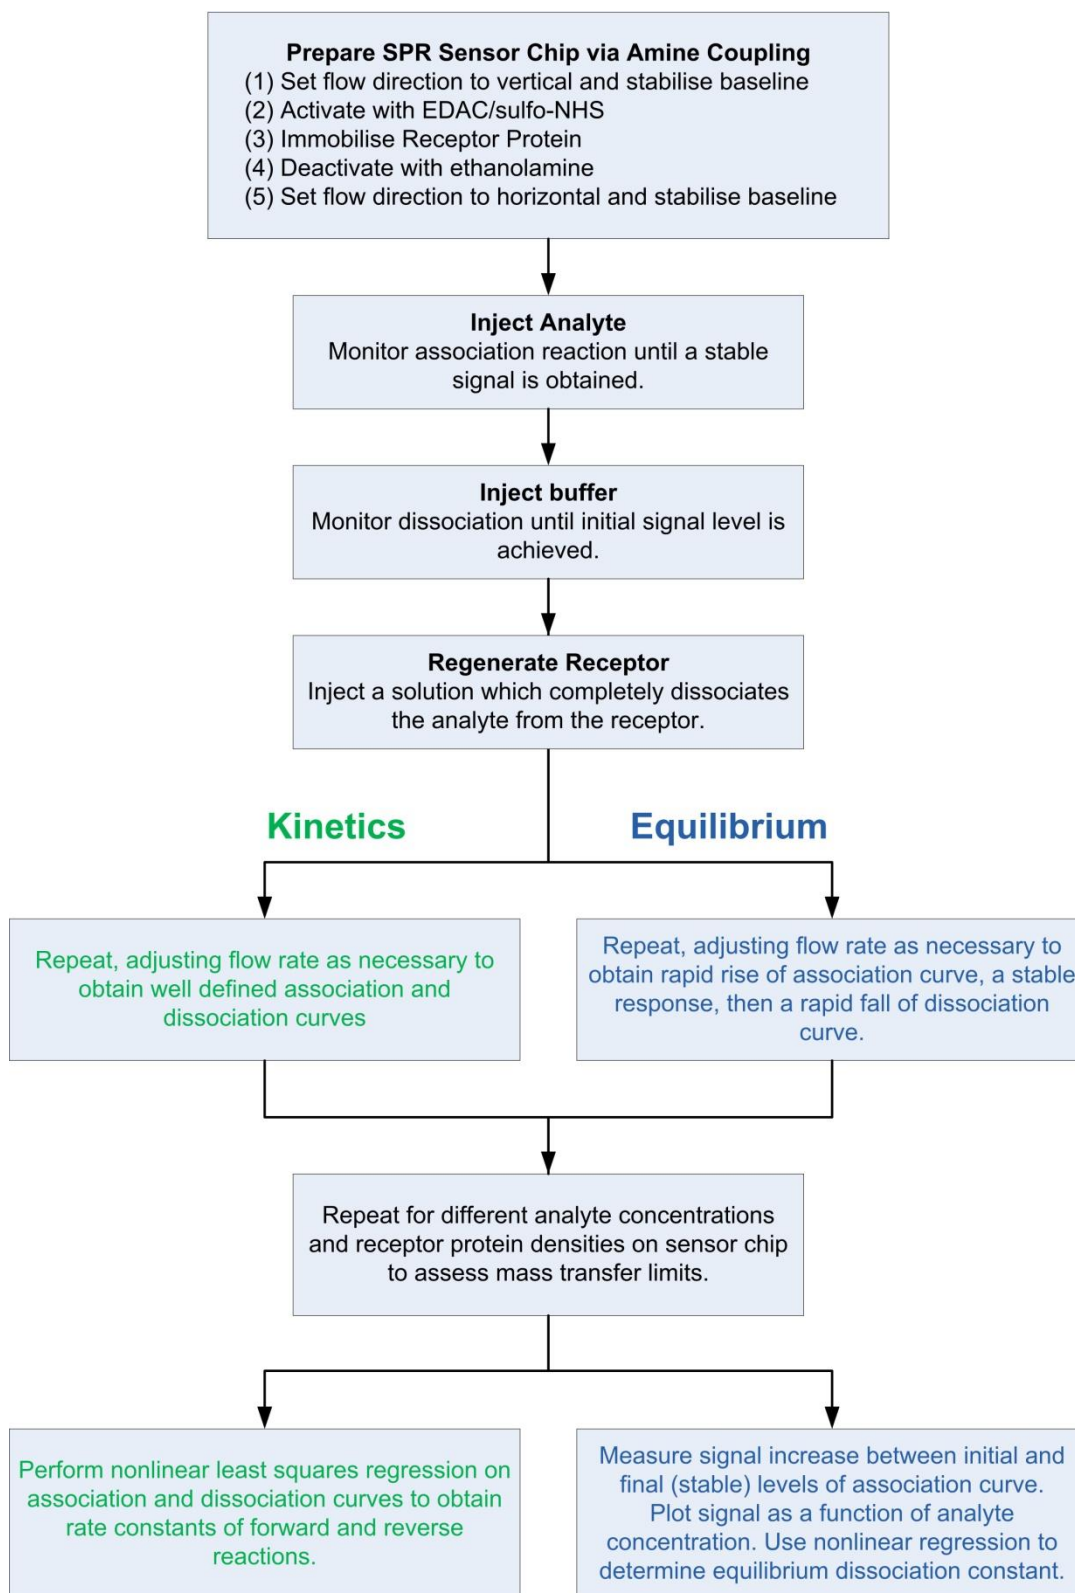 Prepare SPR Sensor Chip via Amine Coupling
(1) Set flow direction to vertical and stabilise baseline
(2) Activate with EDAC/sulfo-NHS
(3) Immobilise Receptor Protein
(4) Deactivate with ethanolamine
(5) Set flow direction to horizontal and stabilise baseline
Inject Analyte
Monitor association reaction until a stable
signal is obtained.
Inject buffer
Monitor dissociation until initial signal level is
achieved.
Regenerate Receptor
Inject a solution which completely dissociates
the analyte from the receptor.
Kinetics
Equilibrium
Repeat, adjusting flow rate as necessary to
obtain well defined association and
dissociation curves
Repeat, adjusting flow rate as necessary to
obtain rapid rise of association curve, a stable
response, then a rapid fall of dissociation
curve.
Repeat for different analyte concentrations
and receptor protein densities on sensor chip
to assess mass transfer limits.
Perform nonlinear least squares regression on
association and dissociation curves to obtain
rate constants of forward and reverse
reactions.
Measure signal increase between initial and
final (stable) levels of association curve.
Plot signal as a function of analyte
concentration. Use nonlinear regression to
determine equilibrium dissociation constant.